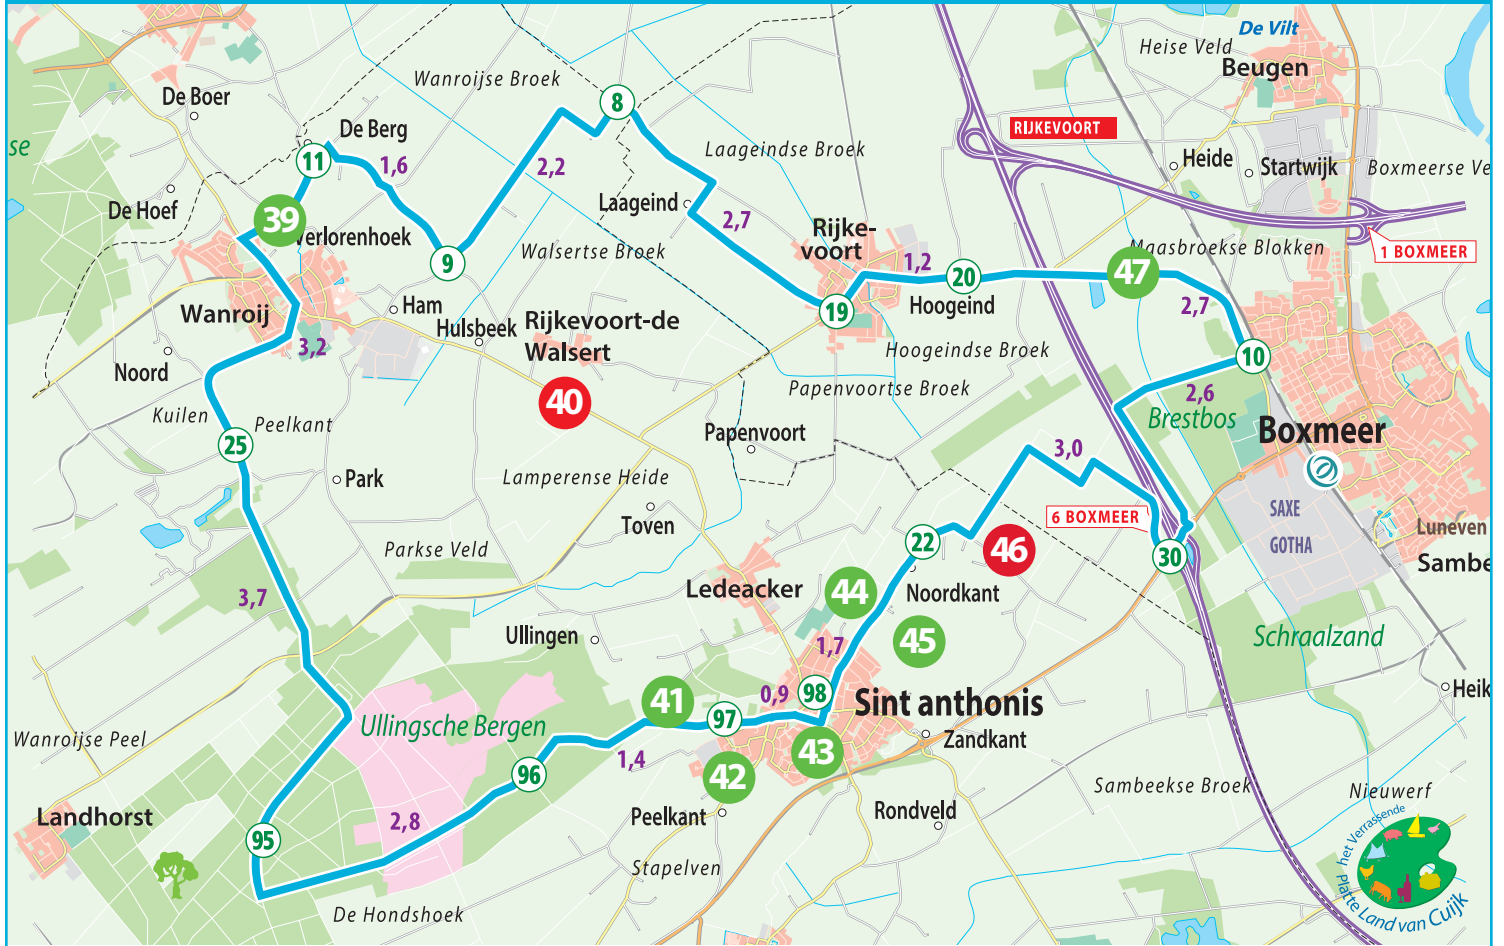 De Vilt
Heise Veld
Beugen
Wanroijse Broek
De Boer
8
De Berg
RIJKEVOORT
se
11
1,6
2,2
Laageindse Broek
Heide
Startwijk
Boxmeerse Ve
De Hoef
39
Verlorenhoek
Laageind
2,7
Rijke-
voort
Walsertse Broek
9
1,2
20
47
Maasbroekse Blokken
1 BOXMEER
Wanroij
Ham
Hulsbeek
Rijkevoort-de
Walsert
19
Hoogeind
2,7
3,2
Noord
Hoogeindse Broek
10
40
Papenvoortse Broek
2,6
Kuilen
Peelkant
Brestbos
Boxmeer
25
Papenvoort
3,0
Park
Lamperense Heide
Toven
6 BOXMEER
SAXE
GOTHA
Luneven
Sambe
Parkse Veld
22
46
30
3,7
Ledeacker
44
Noordkant
Ullingen
45
Schraalzand
1,7
41
0,9
98
Sint anthonis
Heik
Ullingsche Bergen
97
Wanroijse Peel
Zandkant
1,4
43
96
42
Sambeekse Broek
Nieuwerf
Landhorst
2,8
Peelkant
Rondveld
95
Stapelven
De Hondshoek
het Verrassende
Platte Land van Cuijk